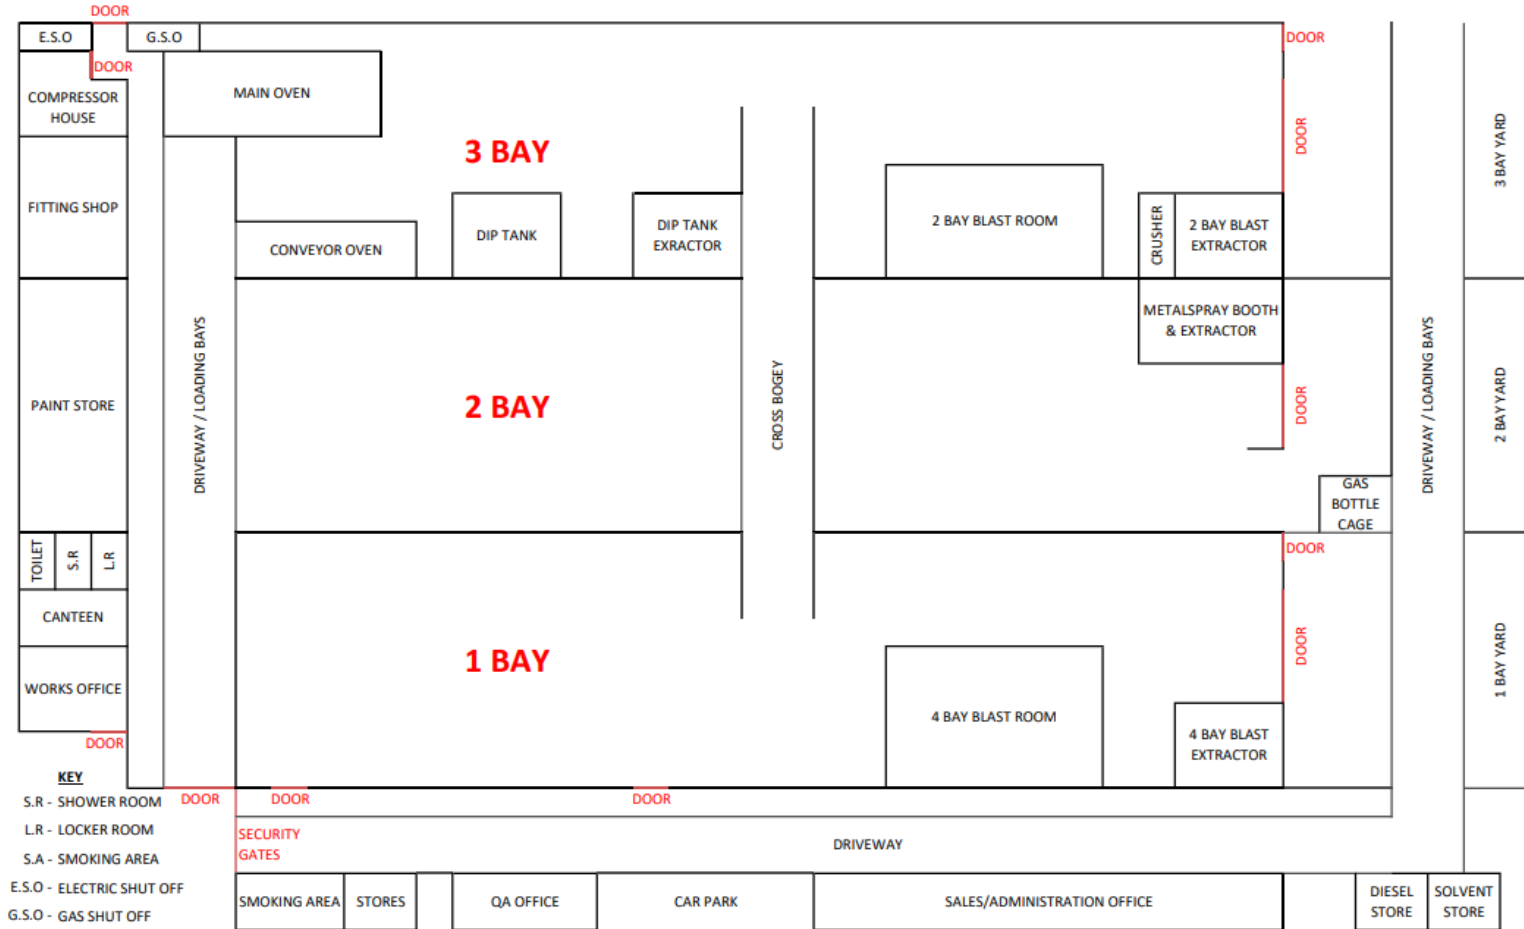 DOOR
E.S.O
G.S.O
DOOR
DOOR
COMPRESSOR
HOUSE
MAIN OVEN
3 BAY
DOOR
3 BAY YARD
FITTING SHOP
CONVEYOR OVEN
DIP TANK
DIP TANK
EXRACTOR
2 BAY BLAST ROOM
CRUSHER
2 BAY BLAST
EXTRACTOR
METALSPRAY BOOTH
& EXTRACTOR
PAINT STORE
DRIVEWAY / LOADING BAYS
2 BAY
CROSS BOGEY
DOOR
DRIVEWAY / LOADING BAYS
2 BAY YARD
GAS
BOTTLE
CAGE
TOILET
S.R
L.R
DOOR
CANTEEN
WORKS OFFICE
1 BAY
DOOR
1 BAY YARD
4 BAY BLAST ROOM
4 BAY BLAST
EXTRACTOR
DOOR
KEY
S.R - SHOWER ROOM
L.R - LOCKER ROOM
S.A - SMOKING AREA
E.S.O - ELECTRIC SHUT OFF
G.S.O - GAS SHUT OFF
DOOR
DOOR
DOOR
SECURITY
GATES
DRIVEWAY
SMOKING AREA
STORES
QA OFFICE
CAR PARK
SALES/ADMINISTRATION OFFICE
DIESEL
STORE
SOLVENT
STORE